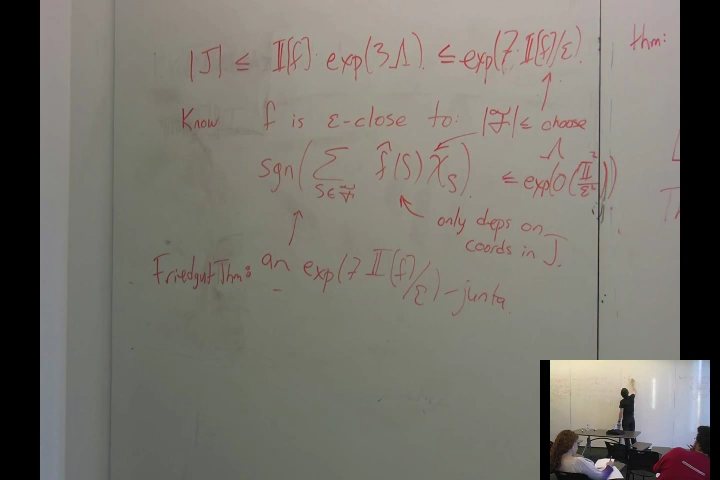 |J| ≤ 𝕀[f]· exp(3Λ) ≤ exp(7·𝕀[f]/ε)
thm:
Know f is ε-close to: |F̃| ≤ choose Λ
sgn(∑_{S∈F̃} f̂(S) χ_S) ≤ exp(O(𝕀²/ε²))
only deps on
coords in J.
Friedgut Thm: an exp(7·𝕀[f]/ε)-junta